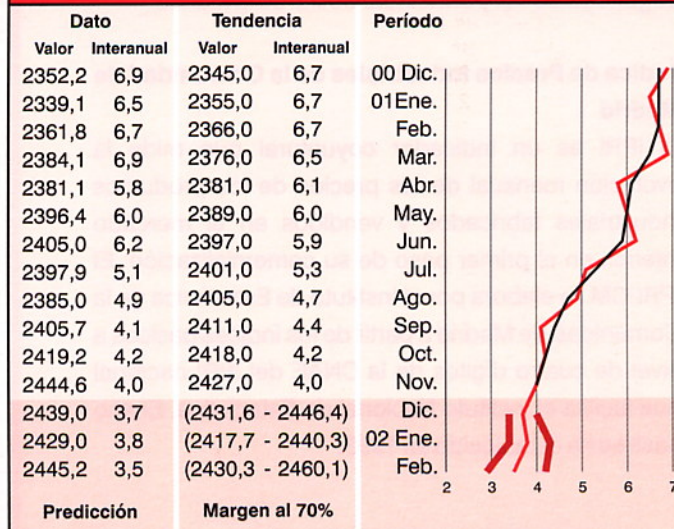 Dato Tendencia Período
Valor Interanual Valor Interanual
2352,2 6,9 2345,0 6,7 00 Dic.
2339,1 6,5 2355,0 6,7 01Ene.
2361,8 6,7 2366,0 6,7 Feb.
2384,1 6,9 2376,0 6,5 Mar.
2381,1 5,8 2381,0 6,1 Abr.
2396,4 6,0 2389,0 6,0 May.
2405,0 6,2 2397,0 5,9 Jun.
2397,9 5,1 2401,0 5,3 Jul.
2385,0 4,9 2405,0 4,7 Ago.
2405,7 4,1 2411,0 4,4 Sep.
2419,2 4,2 2418,0 4,2 Oct.
2444,6 4,0 2427,0 4,0 Nov.
2439,0 3,7 (2431,6 - 2446,4) Dic.
2429,0 3,8 (2417,7 - 2440,3) 02 Ene.
2445,2 3,5 (2430,3 - 2460,1) Feb.
2 3 4 5 6 7
Predicción Margen al 70%